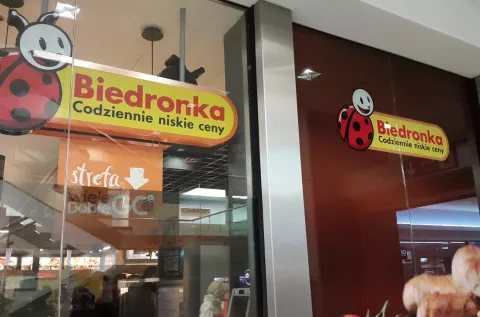 Biedronka
Codziennie niskie ceny
strefa
Biedronka
Codziennie niskie ceny